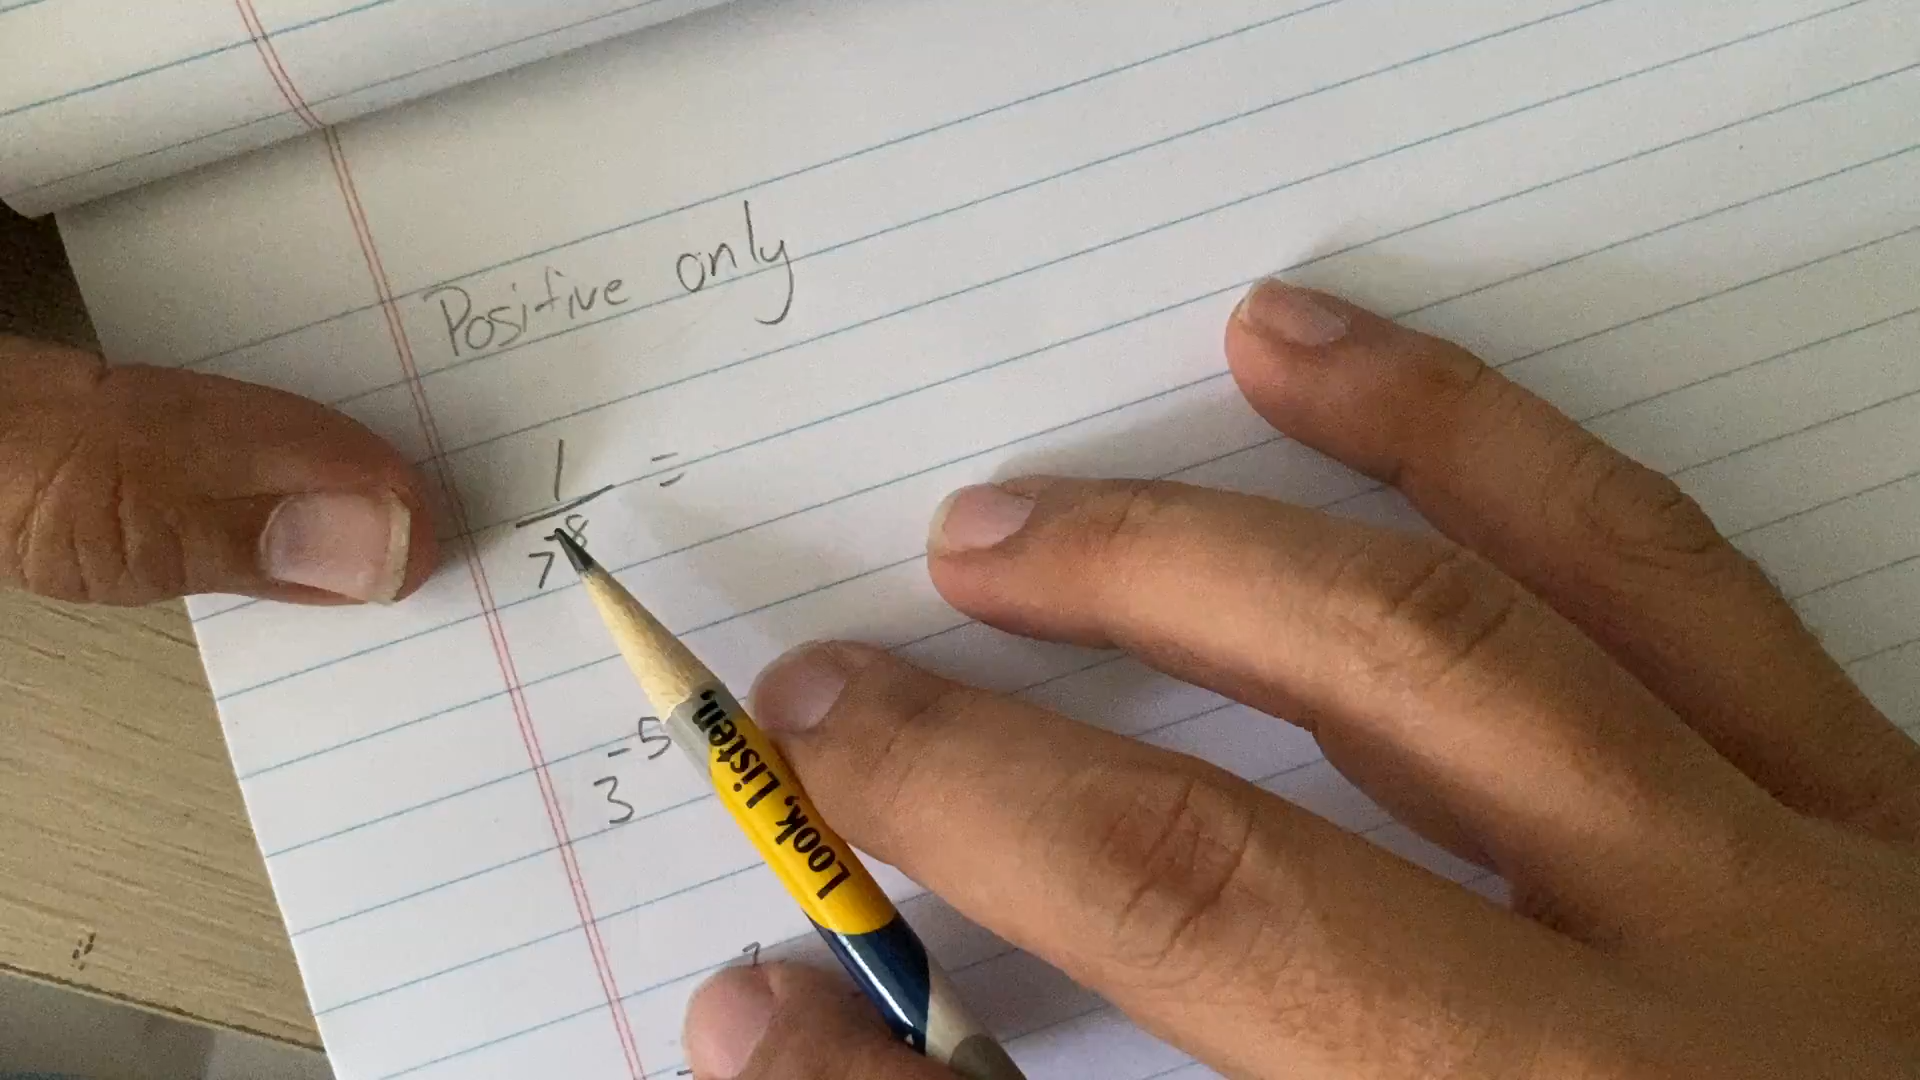 Positive only
1 =
7⁻⁸
3⁻⁵
Look, Listen,